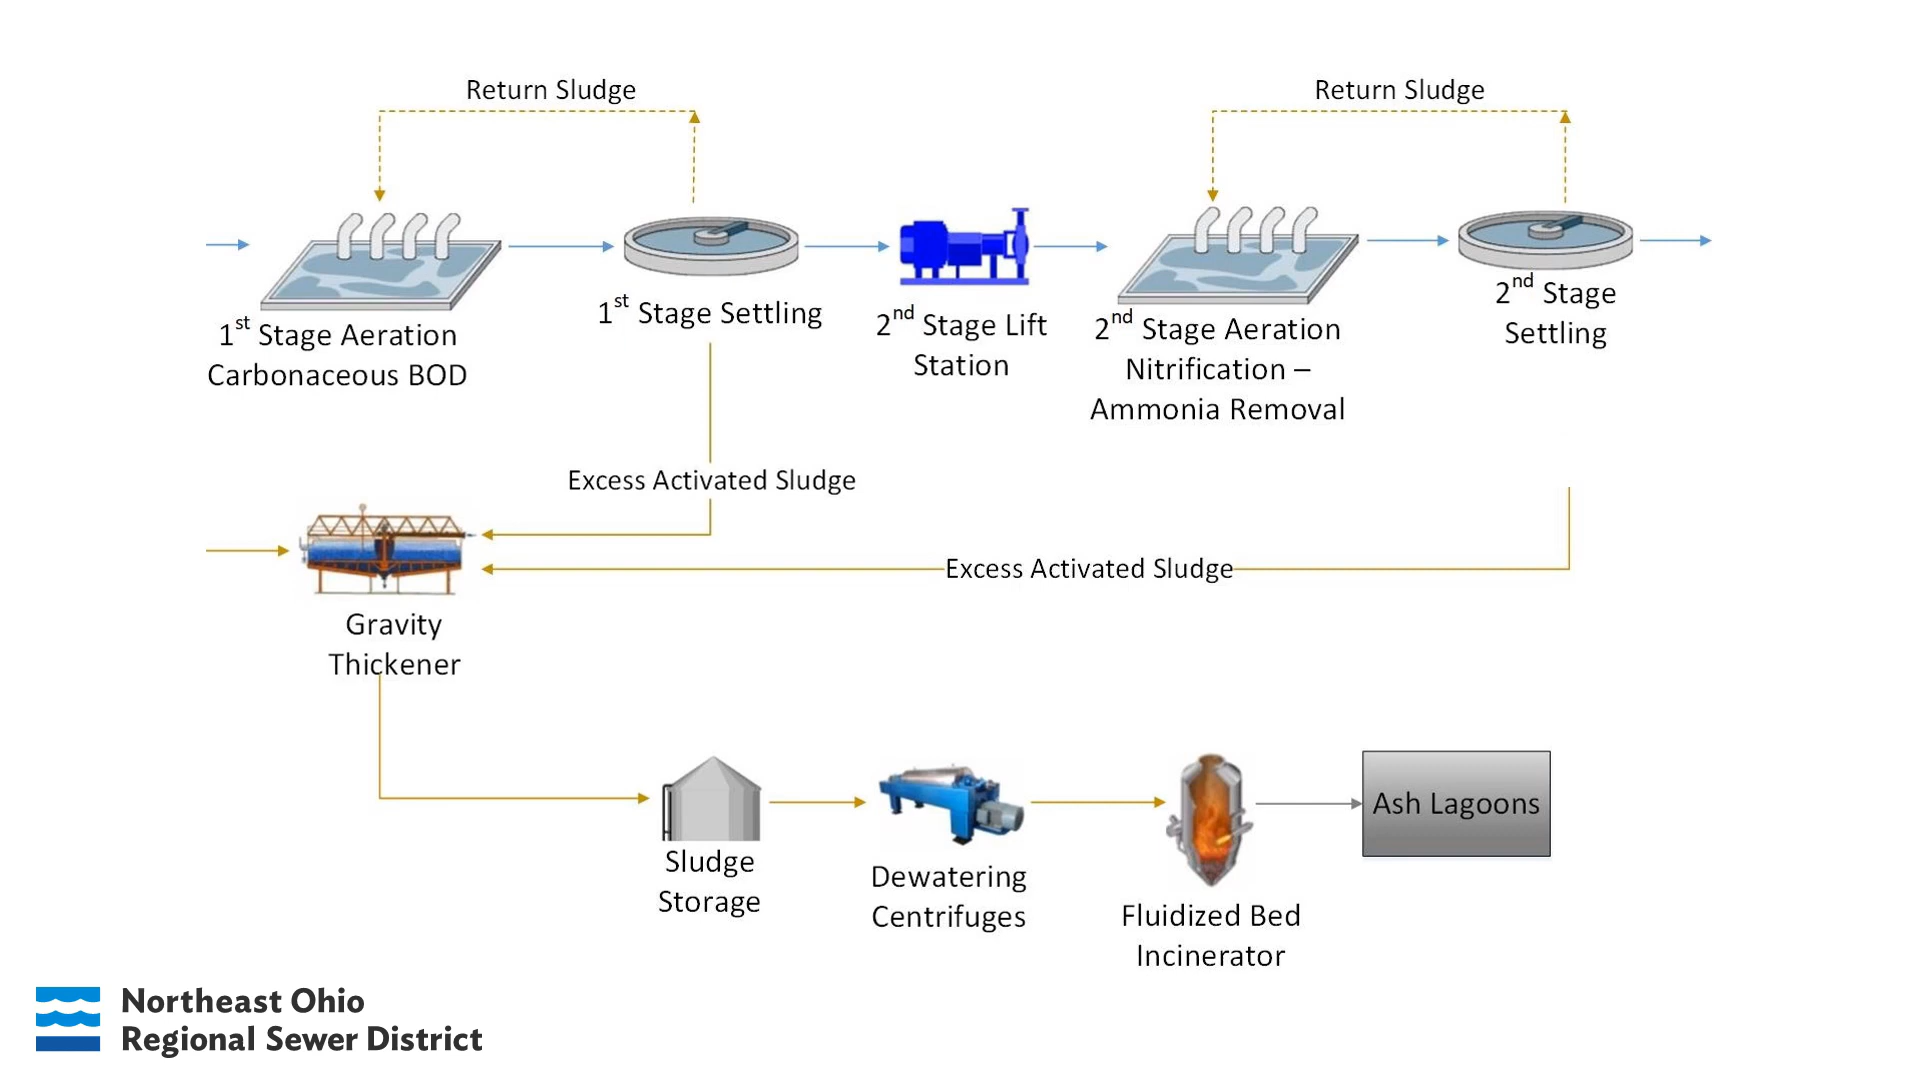 Return Sludge
Return Sludge
1st Stage Aeration
Carbonaceous BOD
1st Stage Settling
2nd Stage Lift
Station
2nd Stage Aeration
Nitrification –
Ammonia Removal
2nd Stage
Settling
Excess Activated Sludge
Excess Activated Sludge
Gravity
Thickener
Sludge
Storage
Dewatering
Centrifuges
Fluidized Bed
Incinerator
Ash Lagoons
Northeast Ohio
Regional Sewer District